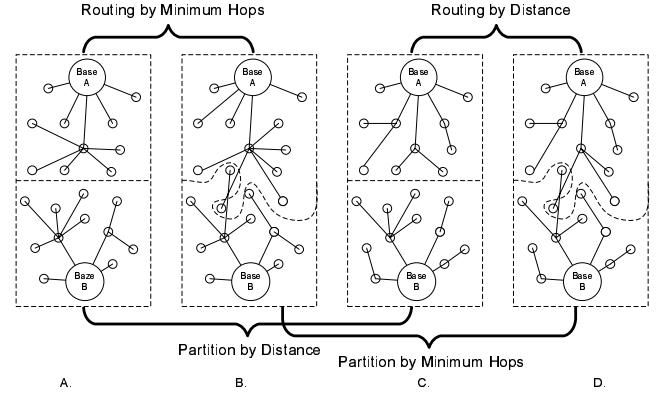 Routing by Minimum Hops
Routing by Distance
Base
A
Base
A
Base
A
Base
A
Baze
B
Base
B
Base
B
Base
B
Partition by Distance
Partition by Minimum Hops
A.
B.
C.
D.